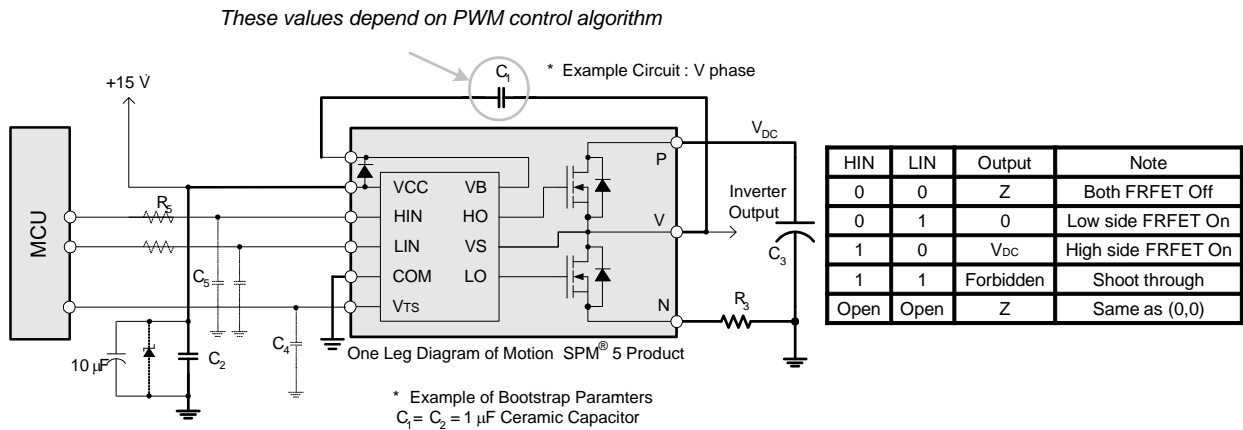 These values depend on PWM control algorithm
C1
* Example Circuit : V phase
+15 V
VDC
P
MCU
R5
VCC VB
HIN HO
LIN VS
COM LO
VTS
V
N
Inverter
Output
C5
C4
C3
R3
10 μF
C2
One Leg Diagram of Motion SPM® 5 Product
* Example of Bootstrap Paramters
C1= C2 = 1 μF Ceramic Capacitor
HIN LIN Output Note
0 0 Z Both FRFET Off
0 1 0 Low side FRFET On
1 0 VDC High side FRFET On
1 1 Forbidden Shoot through
Open Open Z Same as (0,0)